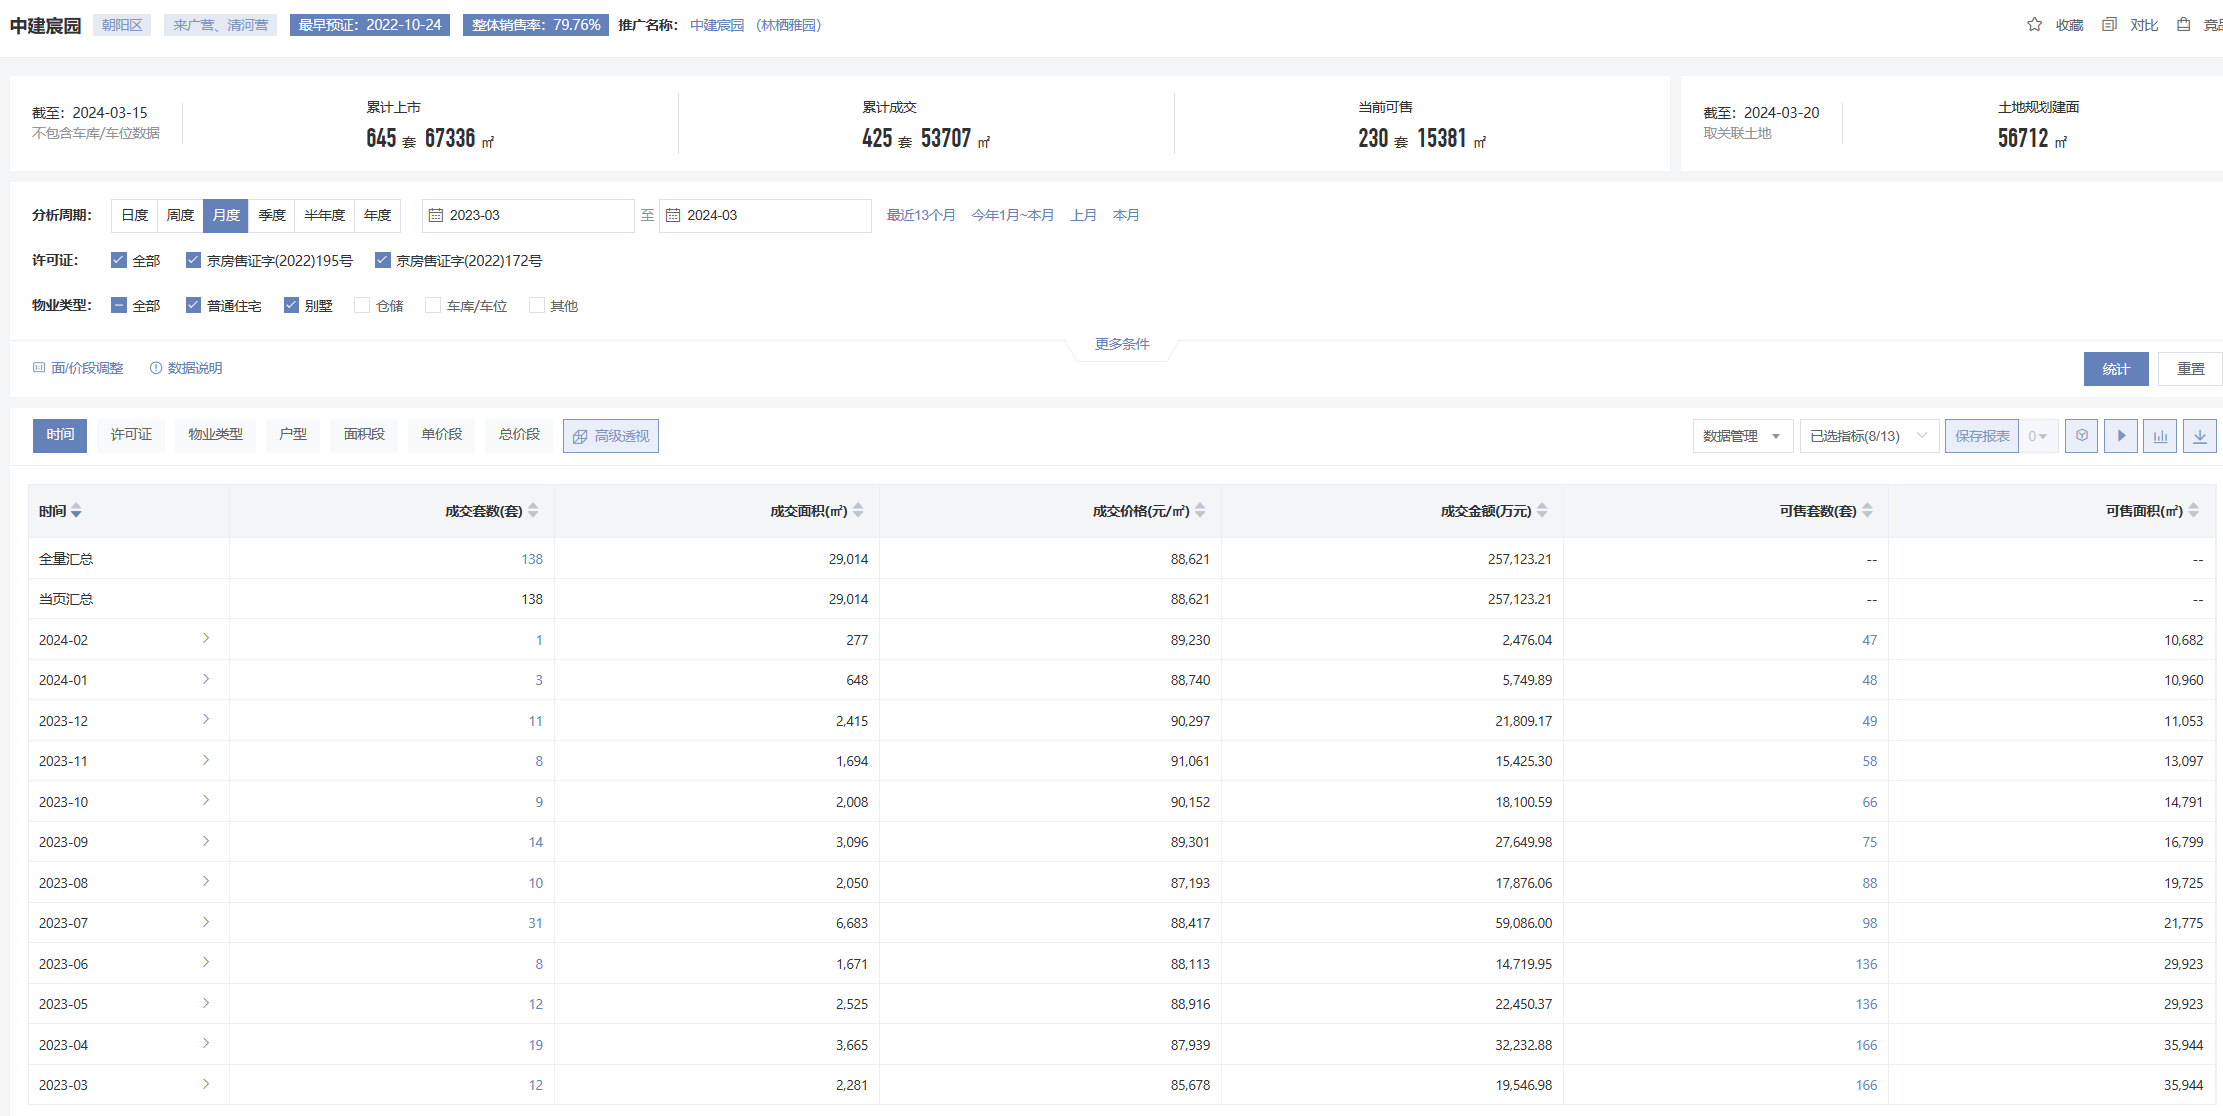 中建宸园 朝阳区 来广营、清河营 最早预证：2022-10-24 整体销售率：79.76% 推广名称： 中建宸园 （林栖雅园） 收藏 对比
截至：2024-03-15
不包含车库/车位数据
累计上市
645 套 67336 ㎡
累计成交
425 套 53707 ㎡
当前可售
230 套 15381 ㎡
截至：2024-03-20
取关联土地
土地规划建面
56712 ㎡
分析周期： 日度 周度 月度 季度 半年度 年度 2023-03 至 2024-03 最近13个月 今年1月~本月 上月 本月
许可证： 全部 京房售证字(2022)195号 京房售证字(2022)172号
物业类型： 全部 普通住宅 别墅 仓储 车库/车位 其他
更多条件
面/价段调整 数据说明 统计 重置
时间 许可证 物业类型 户型 面积段 单价段 总价段 高级透视 数据管理 已选指标(8/13) 保存报表 0
时间 成交套数(套) 成交面积(㎡) 成交价格(元/㎡) 成交金额(万元) 可售套数(套) 可售面积(㎡)
全量汇总 138 29,014 88,621 257,123.21 -- --
当页汇总 138 29,014 88,621 257,123.21 -- --
2024-02 1 277 89,230 2,476.04 47 10,682
2024-01 3 648 88,740 5,749.89 48 10,960
2023-12 11 2,415 90,297 21,809.17 49 11,053
2023-11 8 1,694 91,061 15,425.30 58 13,097
2023-10 9 2,008 90,152 18,100.59 66 14,791
2023-09 14 3,096 89,301 27,649.98 75 16,799
2023-08 10 2,050 87,193 17,876.06 88 19,725
2023-07 31 6,683 88,417 59,086.00 98 21,775
2023-06 8 1,671 88,113 14,719.95 136 29,923
2023-05 12 2,525 88,916 22,450.37 136 29,923
2023-04 19 3,665 87,939 32,232.88 166 35,944
2023-03 12 2,281 85,678 19,546.98 166 35,944